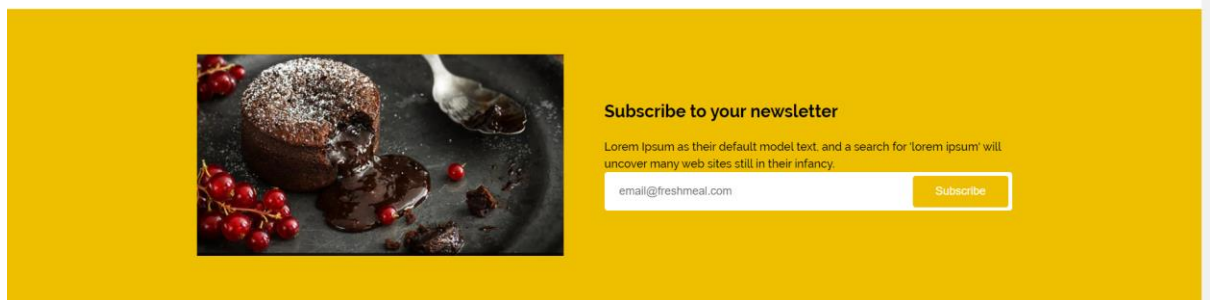 Subscribe to your newsletter
Lorem Ipsum as their default model text, and a search for 'lorem ipsum' will
uncover many web sites still in their infancy.
email@freshmeal.com
Subscribe